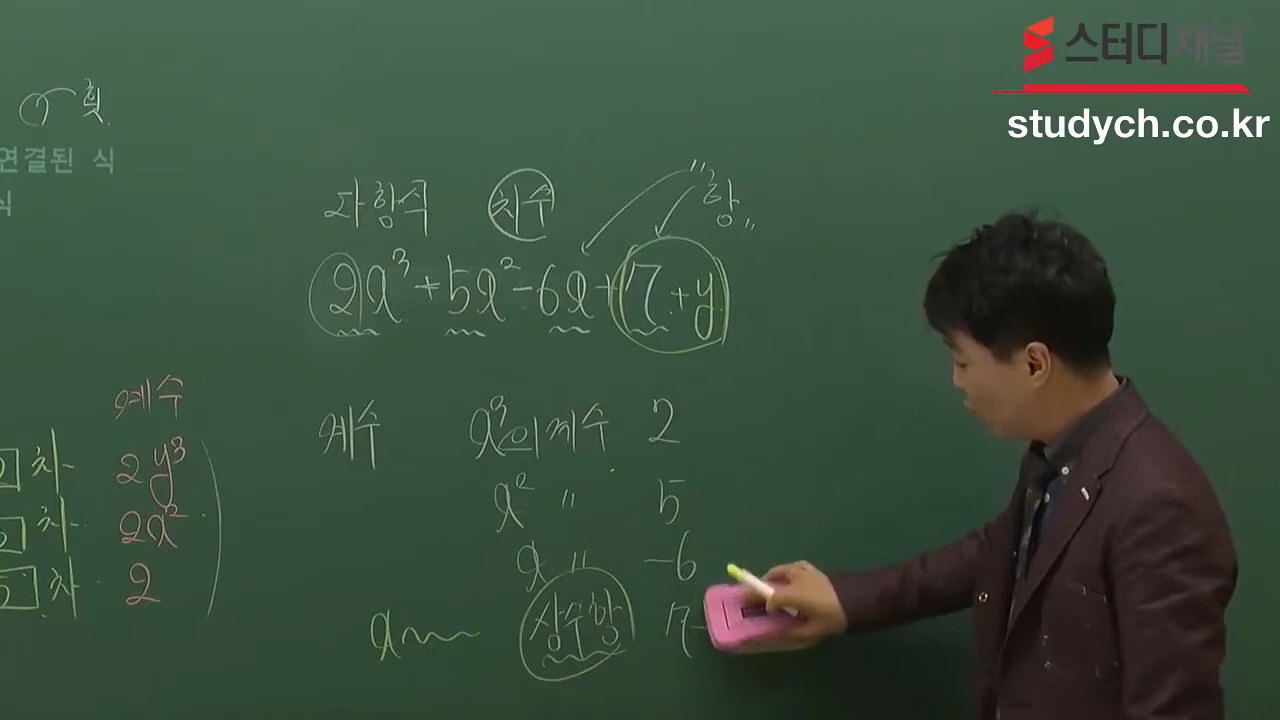 스터디채널
studych.co.kr
연결된 식
식
다항식 차수 "항"
2x³+5x²-6x+7+y
계수
차 2y³
차 2x²
차 2
계수 x³의 계수 2
x² " 5
x " -6
x 상수항 7